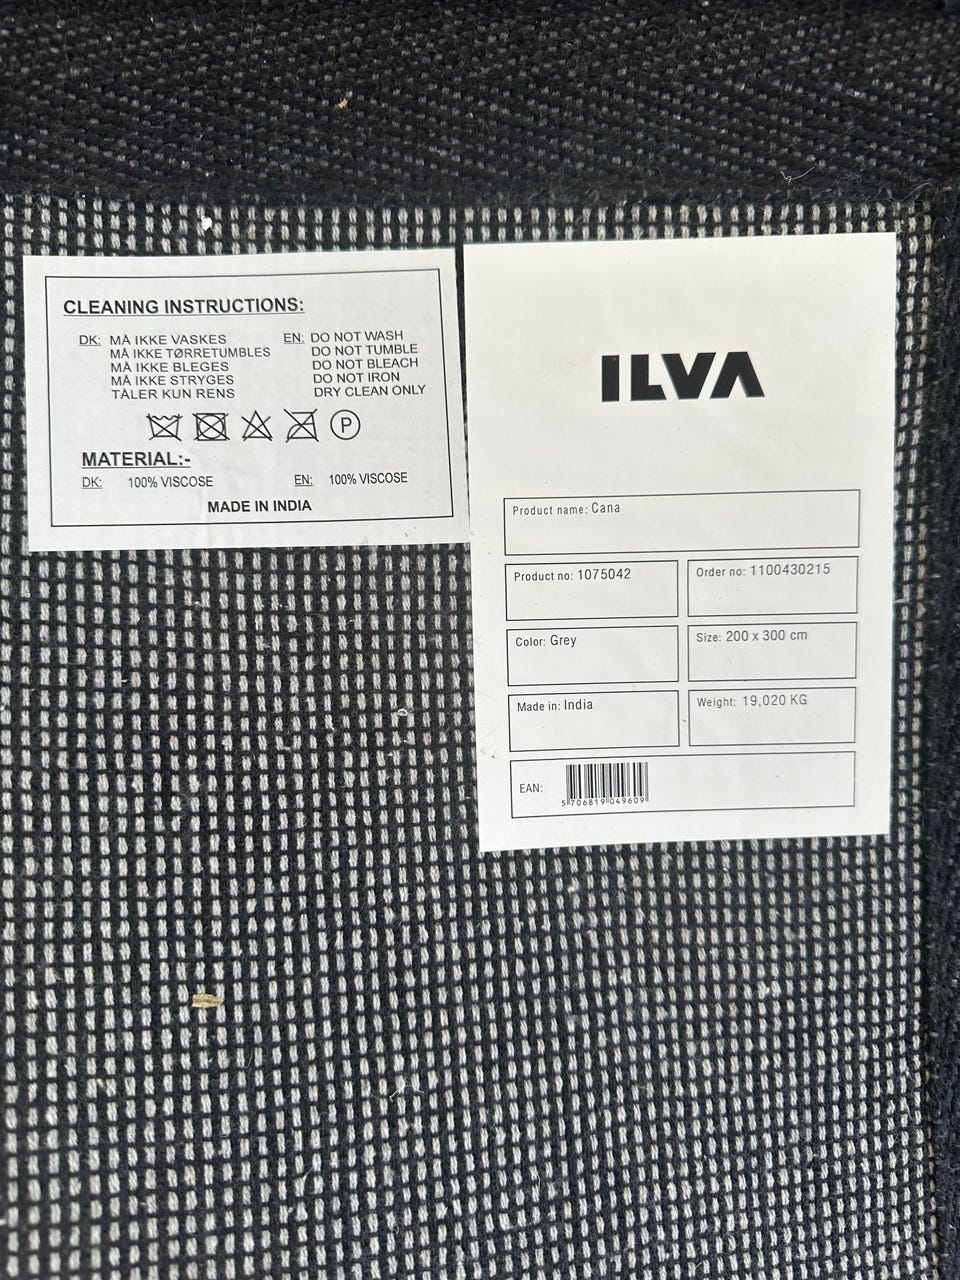 CLEANING INSTRUCTIONS:
DK: MÅ IKKE VASKES
MÅ IKKE TØRRETUMBLES
MÅ IKKE BLEGES
MÅ IKKE STRYGES
TÅLER KUN RENS
EN: DO NOT WASH
DO NOT TUMBLE
DO NOT BLEACH
DO NOT IRON
DRY CLEAN ONLY
P
MATERIAL:-
DK: 100% VISCOSE
EN: 100% VISCOSE
MADE IN INDIA
ILVA
Product name: Cana
Product no: 1075042
Order no: 1100430215
Color: Grey
Size: 200 x 300 cm
Made in: India
Weight: 19,020 KG
EAN:
5 706819 049609